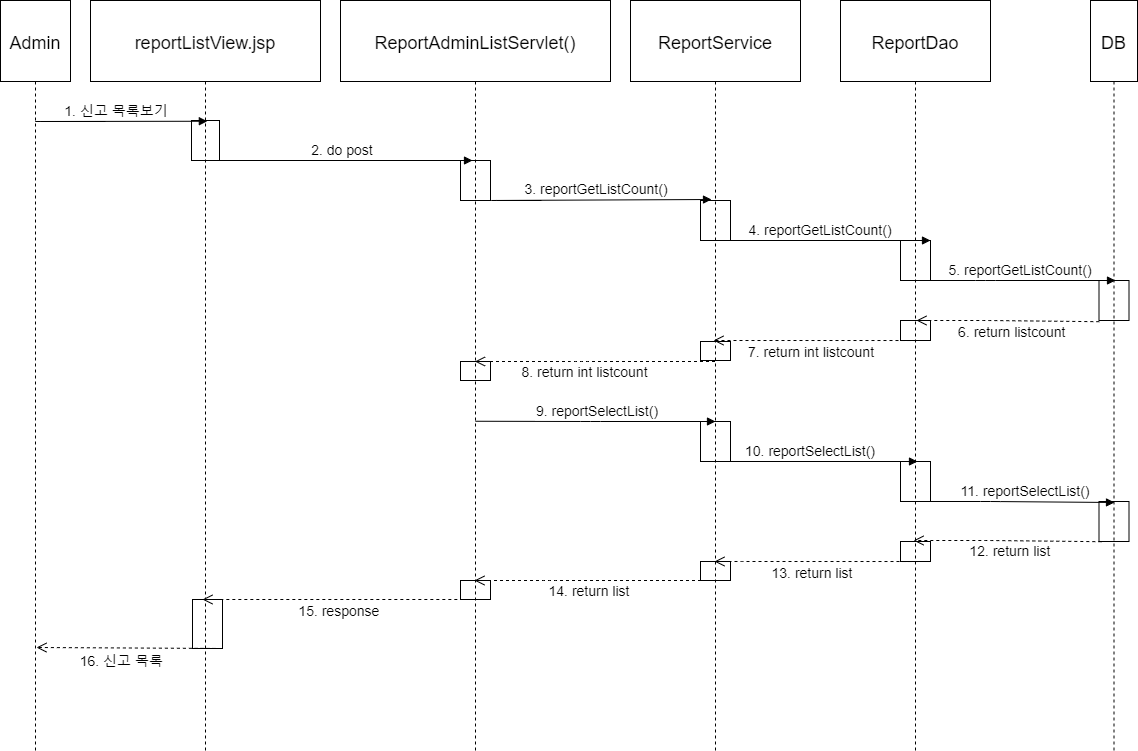 Admin
reportListView.jsp
ReportAdminListServlet()
ReportService
ReportDao
DB
1. 신고 목록보기
2. do post
3. reportGetListCount()
4. reportGetListCount()
5. reportGetListCount()
6. return listcount
7. return int listcount
8. return int listcount
9. reportSelectList()
10. reportSelectList()
11. reportSelectList()
12. return list
13. return list
14. return list
15. response
16. 신고 목록